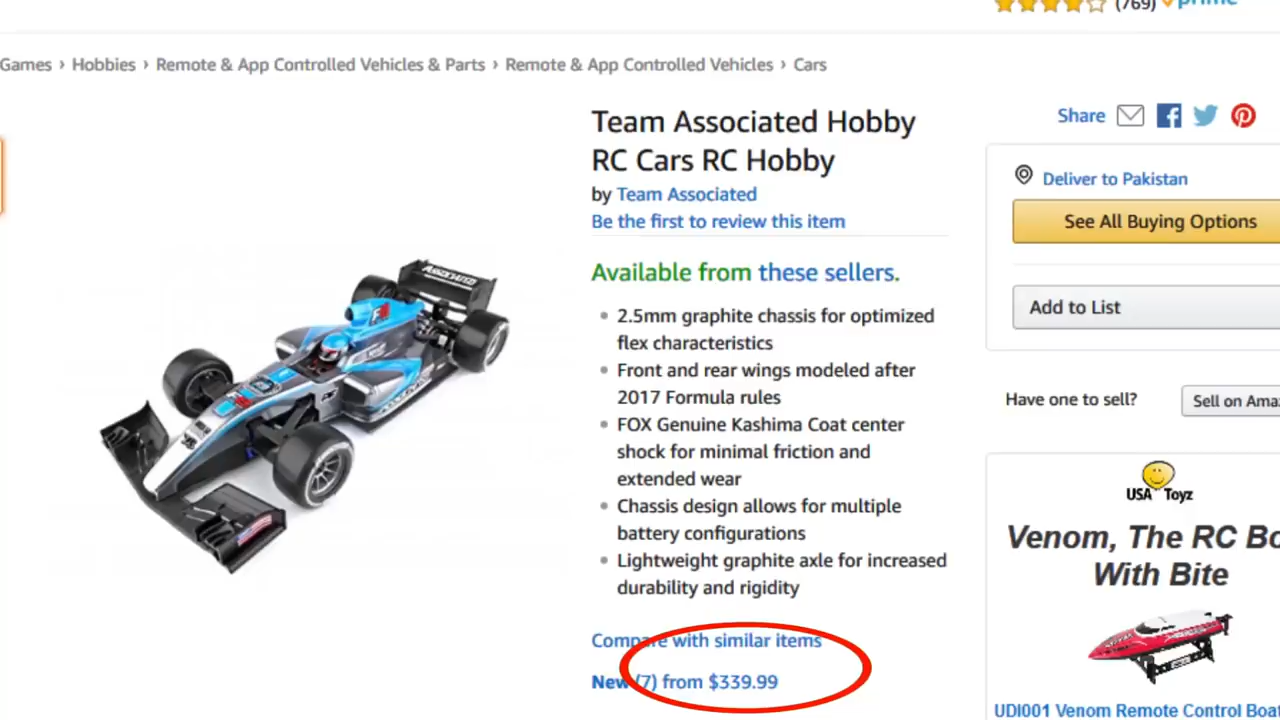 (769) prime
Games › Hobbies › Remote & App Controlled Vehicles & Parts › Remote & App Controlled Vehicles › Cars
Team Associated Hobby
RC Cars RC Hobby
by Team Associated
Be the first to review this item
Available from these sellers.
2.5mm graphite chassis for optimized
flex characteristics
Front and rear wings modeled after
2017 Formula rules
FOX Genuine Kashima Coat center
shock for minimal friction and
extended wear
Chassis design allows for multiple
battery configurations
Lightweight graphite axle for increased
durability and rigidity
Compare with similar items
New (7) from $339.99
Share
Deliver to Pakistan
See All Buying Options
Add to List
Have one to sell?
Sell on Amaz
USA Toyz
Venom, The RC Bo
With Bite
UDI001 Venom Remote Control Boat
ASSOCIATED